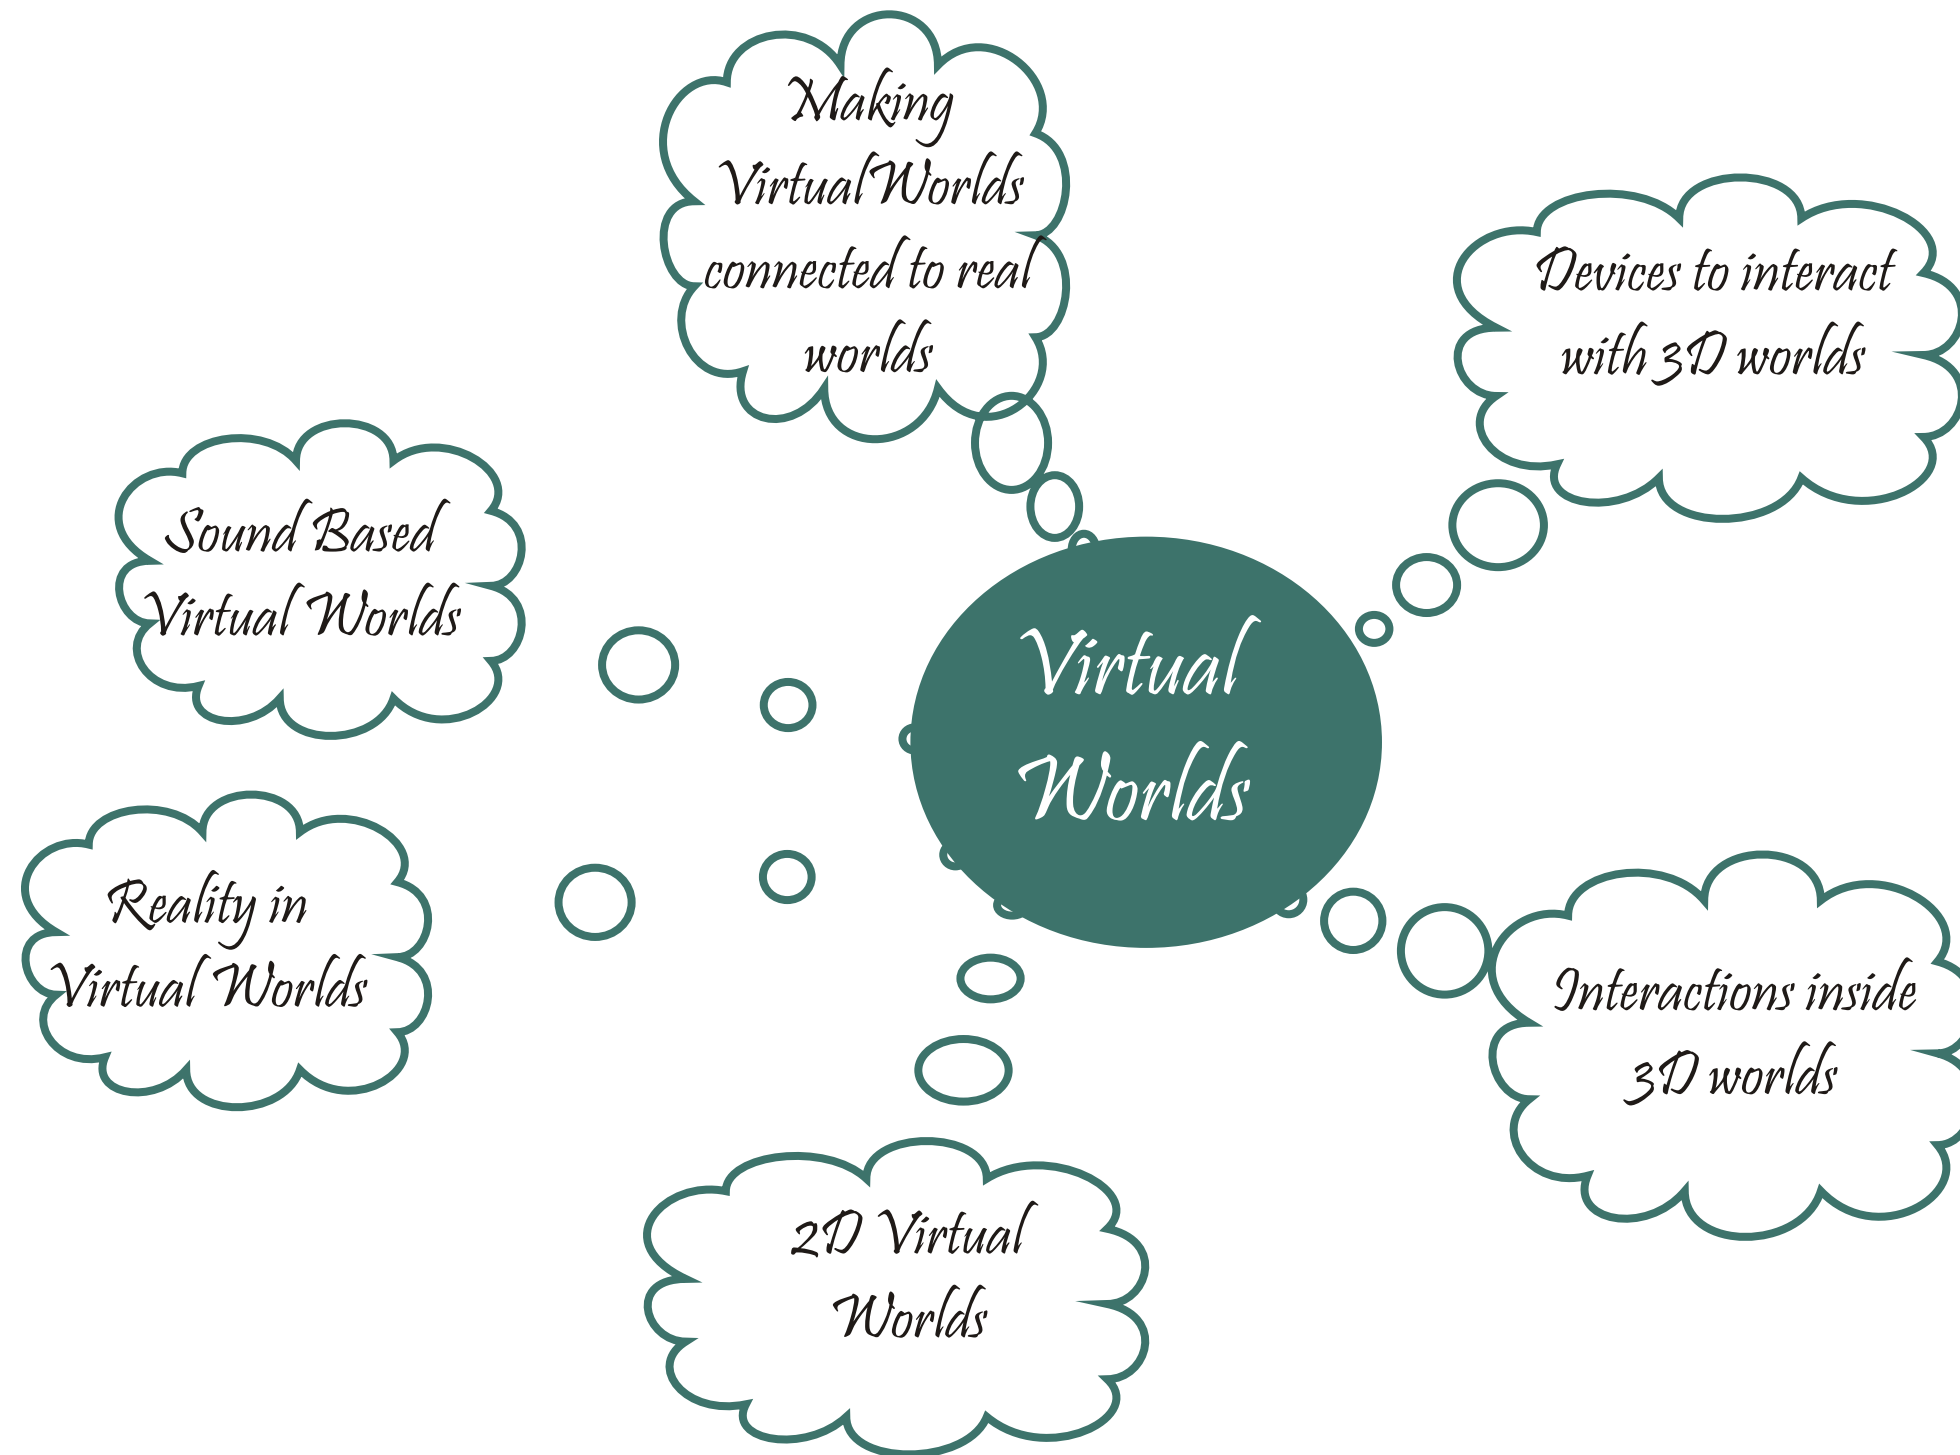 Making
Virtual Worlds
connected to real
worlds
Devices to interact
with 3D worlds
Sound Based
Virtual Worlds
Virtual
Worlds
Reality in
Virtual Worlds
Interactions inside
3D worlds
2D Virtual
Worlds